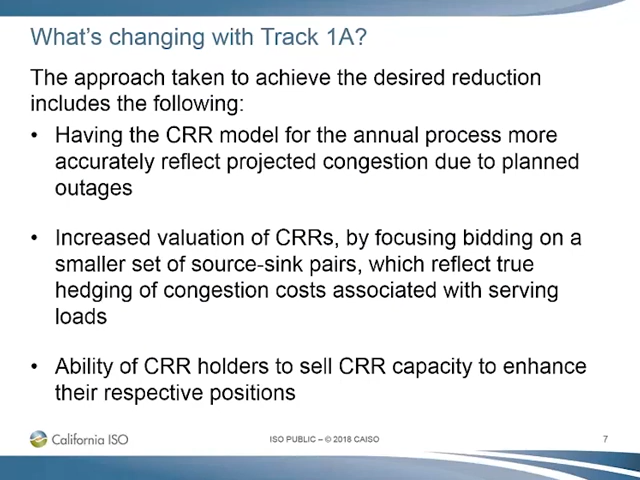 What's changing with Track 1A?
The approach taken to achieve the desired reduction
includes the following:
• Having the CRR model for the annual process more
accurately reflect projected congestion due to planned
outages
• Increased valuation of CRRs, by focusing bidding on a
smaller set of source-sink pairs, which reflect true
hedging of congestion costs associated with serving
loads
• Ability of CRR holders to sell CRR capacity to enhance
their respective positions
California ISO
ISO PUBLIC – © 2018 CAISO
7